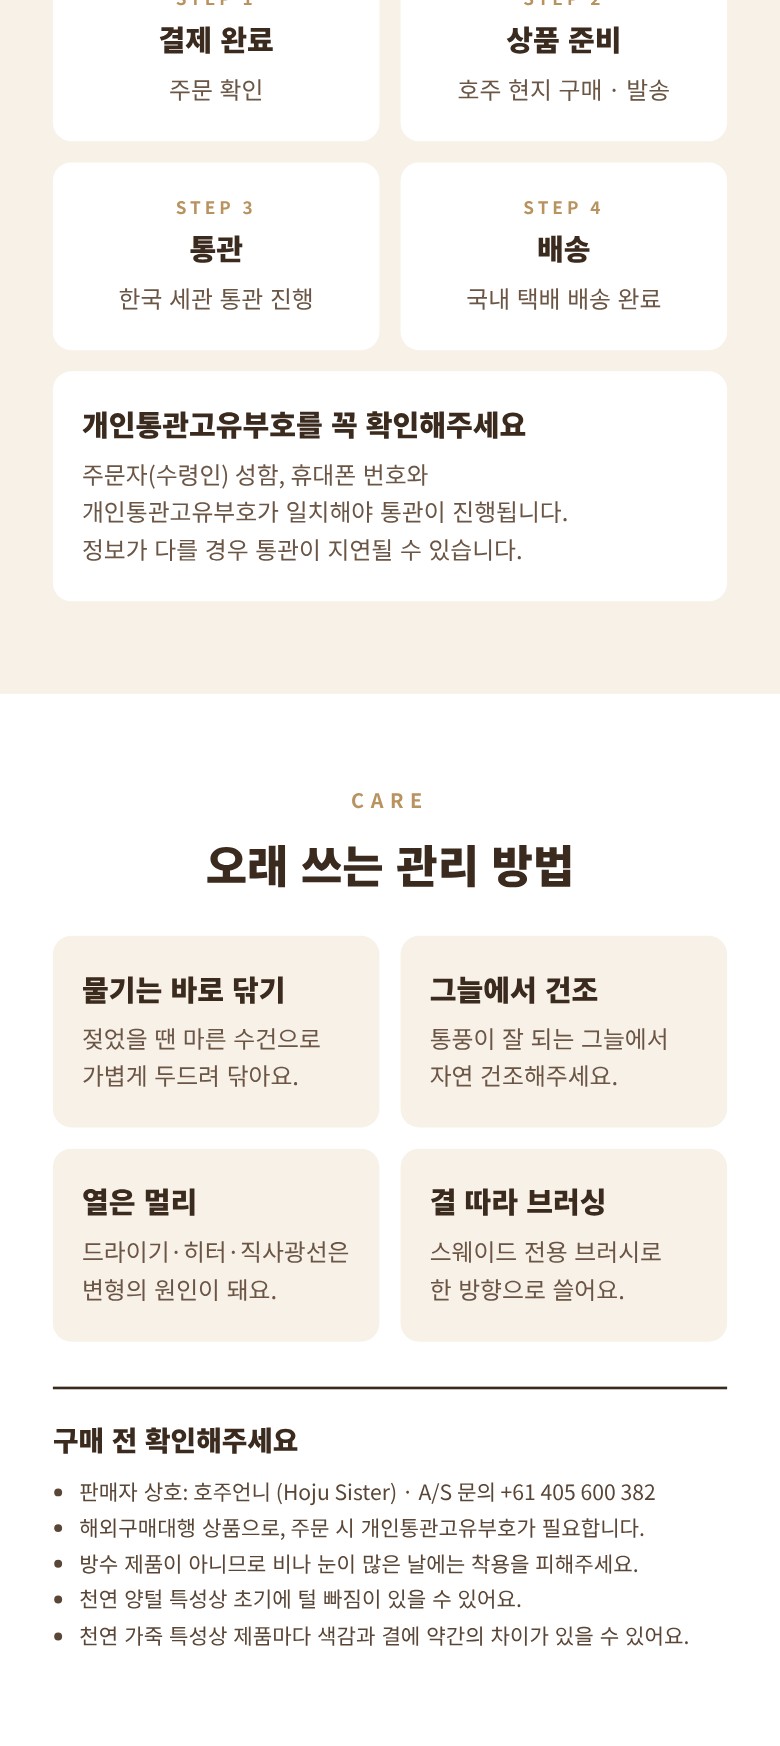 STEP 1
결제 완료
주문 확인
STEP 2
상품 준비
호주 현지 구매 · 발송
STEP 3
통관
한국 세관 통관 진행
STEP 4
배송
국내 택배 배송 완료
개인통관고유부호를 꼭 확인해주세요
주문자(수령인) 성함, 휴대폰 번호와
개인통관고유부호가 일치해야 통관이 진행됩니다.
정보가 다를 경우 통관이 지연될 수 있습니다.
CARE
오래 쓰는 관리 방법
물기는 바로 닦기
젖었을 땐 마른 수건으로
가볍게 두드려 닦아요.
그늘에서 건조
통풍이 잘 되는 그늘에서
자연 건조해주세요.
열은 멀리
드라이기·히터·직사광선은
변형의 원인이 돼요.
결 따라 브러싱
스웨이드 전용 브러시로
한 방향으로 쓸어요.
구매 전 확인해주세요
• 판매자 상호: 호주언니 (Hoju Sister) · A/S 문의 +61 405 600 382
• 해외구매대행 상품으로, 주문 시 개인통관고유부호가 필요합니다.
• 방수 제품이 아니므로 비나 눈이 많은 날에는 착용을 피해주세요.
• 천연 양털 특성상 초기에 털 빠짐이 있을 수 있어요.
• 천연 가죽 특성상 제품마다 색감과 결에 약간의 차이가 있을 수 있어요.